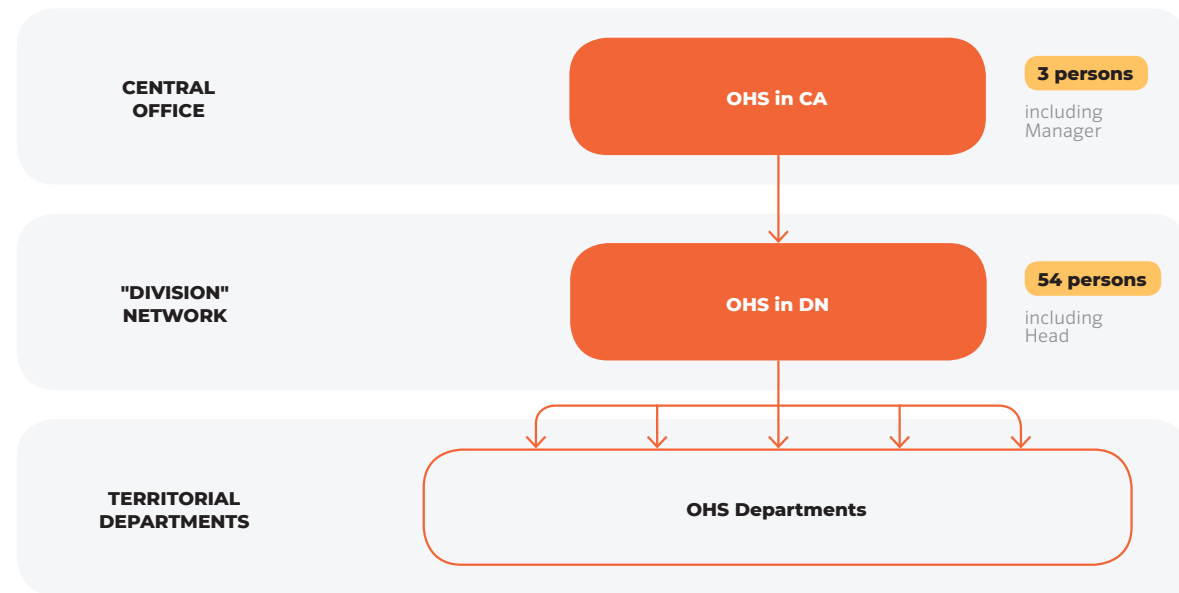 CENTRAL
OFFICE
OHS in CA
3 persons
including
Manager
"DIVISION"
NETWORK
OHS in DN
54 persons
including
Head
TERRITORIAL
DEPARTMENTS
OHS Departments